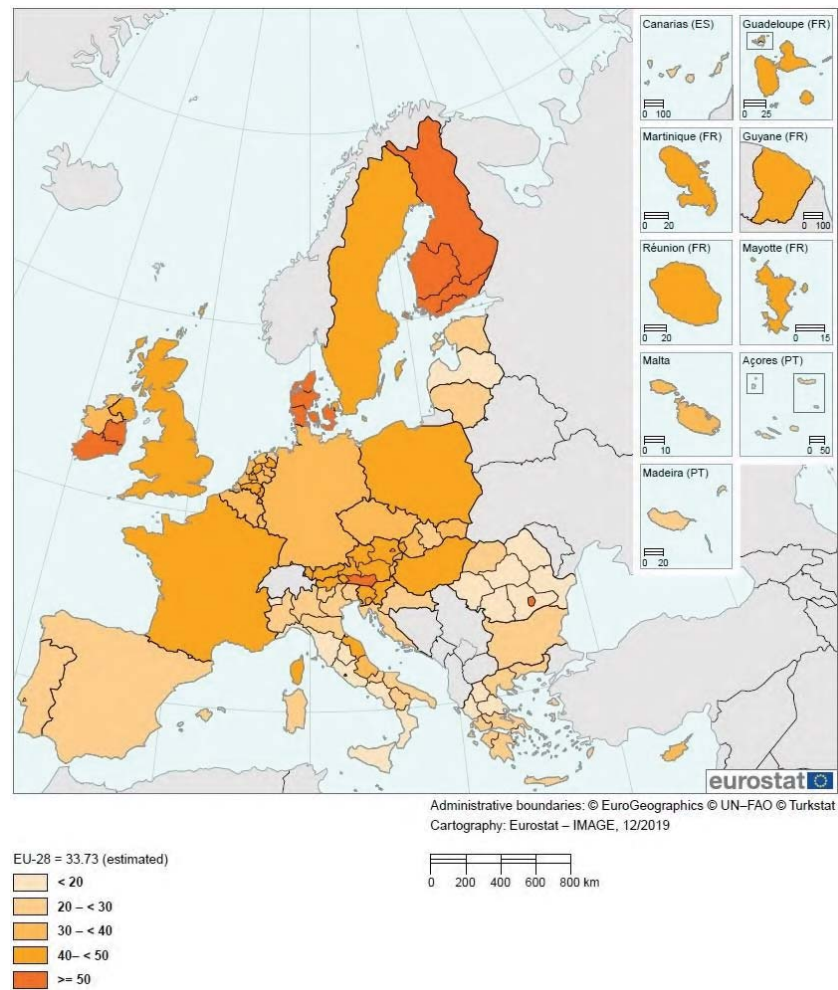 Canarias (ES)
0 100
Guadeloupe (FR)
0 25
Martinique (FR)
0 20
Guyane (FR)
0 100
Réunion (FR)
0 20
Mayotte (FR)
0 15
Malta
0 10
Açores (PT)
0 50
Madeira (PT)
0 20
eurostat
Administrative boundaries: © EuroGeographics © UN–FAO © Turkstat
Cartography: Eurostat – IMAGE, 12/2019
EU-28 = 33.73 (estimated)
< 20
20 – < 30
30 – < 40
40– < 50
>= 50
0 200 400 600 800 km